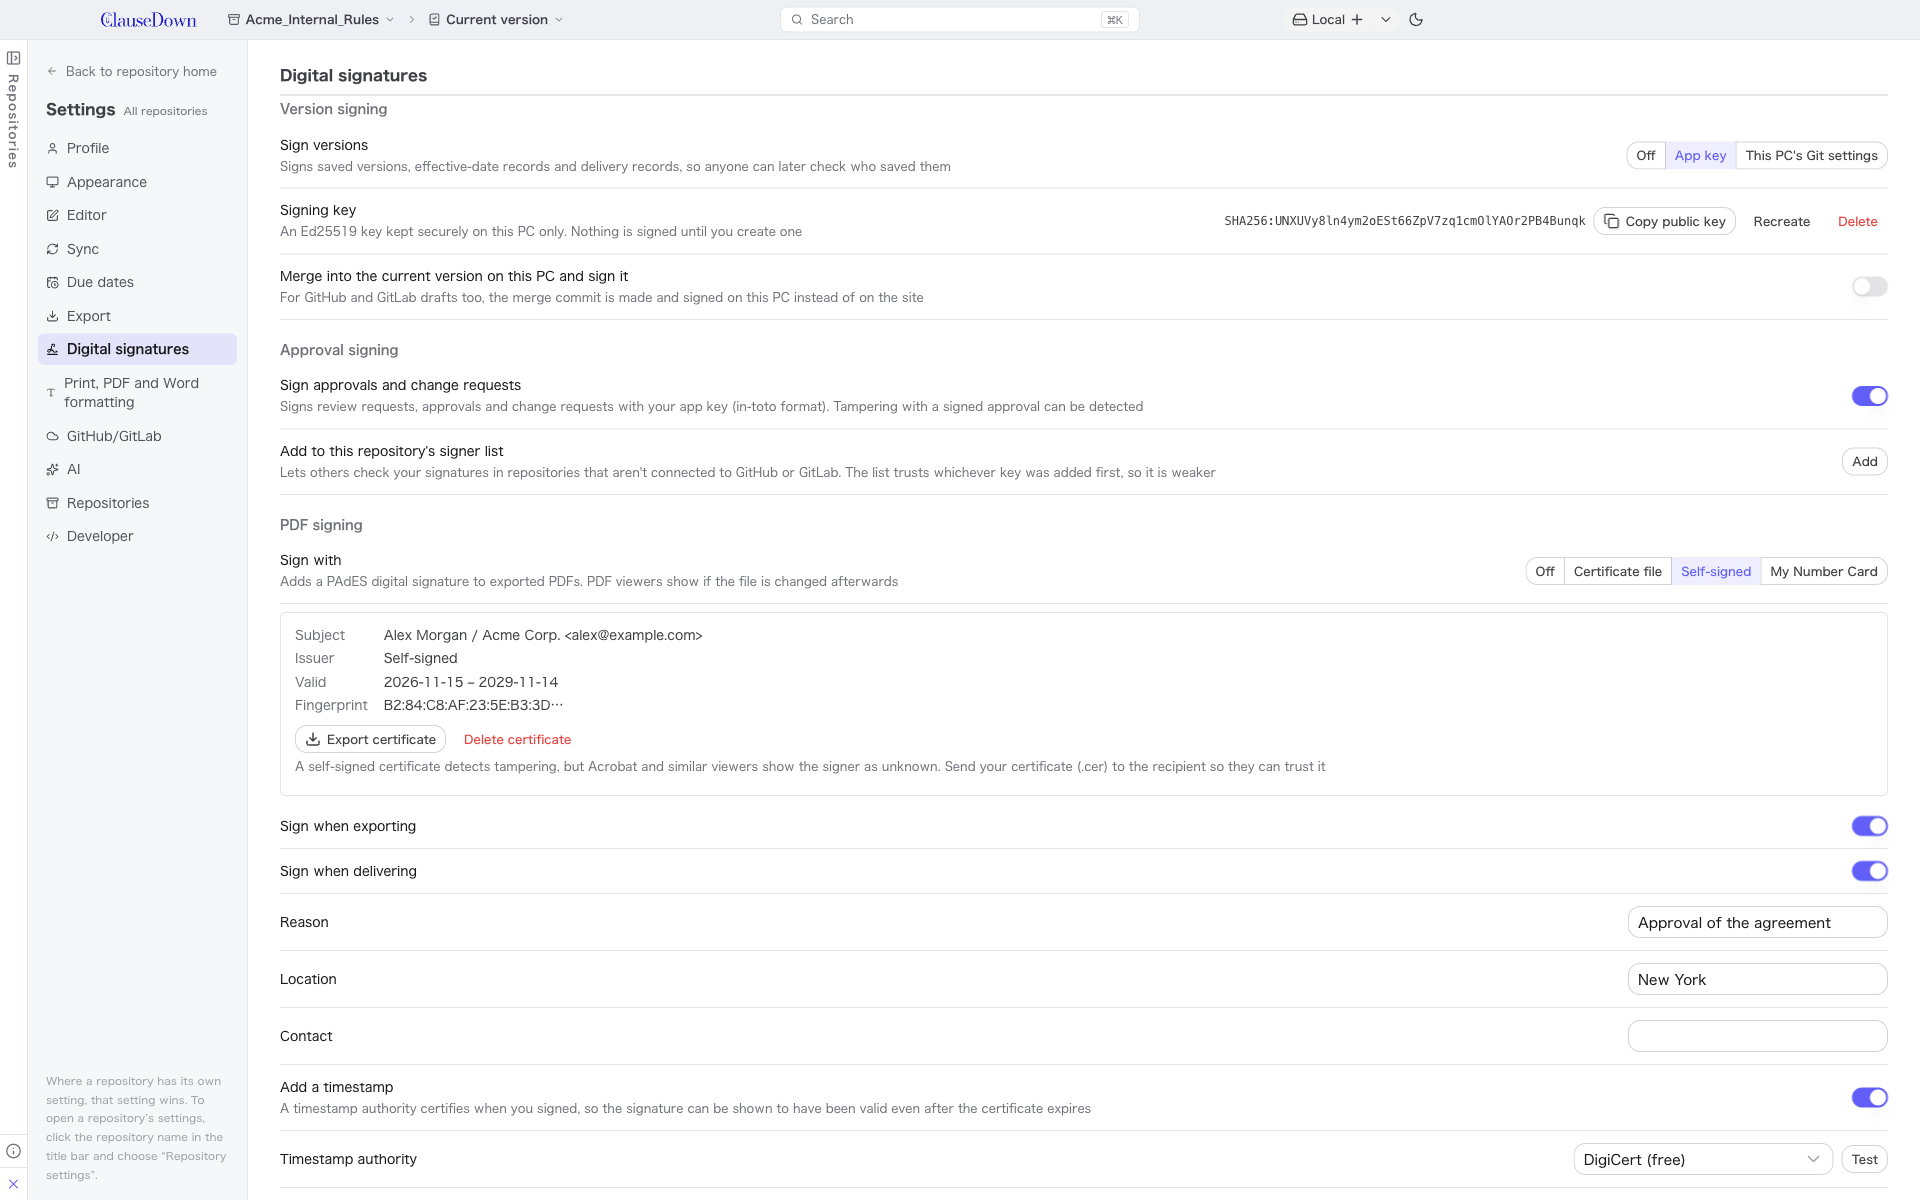 ClauseDown
Acme_Internal_Rules
Current version
Search
⌘K
Local
Repositories
Back to repository home
Settings All repositories
Profile
Appearance
Editor
Sync
Due dates
Export
Digital signatures
Print, PDF and Word
formatting
GitHub/GitLab
AI
Repositories
Developer
Where a repository has its own
setting, that setting wins. To
open a repository's settings,
click the repository name in the
title bar and choose “Repository
settings”.
Digital signatures
Version signing
Sign versions
Signs saved versions, effective-date records and delivery records, so anyone can later check who saved them
Off App key This PC's Git settings
Signing key
An Ed25519 key kept securely on this PC only. Nothing is signed until you create one
SHA256:UNXUVy8ln4ym2oESt66ZpV7zq1cmOlYAOr2PB4Bunqk Copy public key Recreate Delete
Merge into the current version on this PC and sign it
For GitHub and GitLab drafts too, the merge commit is made and signed on this PC instead of on the site
Approval signing
Sign approvals and change requests
Signs review requests, approvals and change requests with your app key (in-toto format). Tampering with a signed approval can be detected
Add to this repository's signer list
Lets others check your signatures in repositories that aren't connected to GitHub or GitLab. The list trusts whichever key was added first, so it is weaker
Add
PDF signing
Sign with
Adds a PAdES digital signature to exported PDFs. PDF viewers show if the file is changed afterwards
Off Certificate file Self-signed My Number Card
Subject Alex Morgan / Acme Corp. <alex@example.com>
Issuer Self-signed
Valid 2026-11-15 – 2029-11-14
Fingerprint B2:84:C8:AF:23:5E:B3:3D…
Export certificate Delete certificate
A self-signed certificate detects tampering, but Acrobat and similar viewers show the signer as unknown. Send your certificate (.cer) to the recipient so they can trust it
Sign when exporting
Sign when delivering
Reason Approval of the agreement
Location New York
Contact
Add a timestamp
A timestamp authority certifies when you signed, so the signature can be shown to have been valid even after the certificate expires
Timestamp authority DigiCert (free) Test